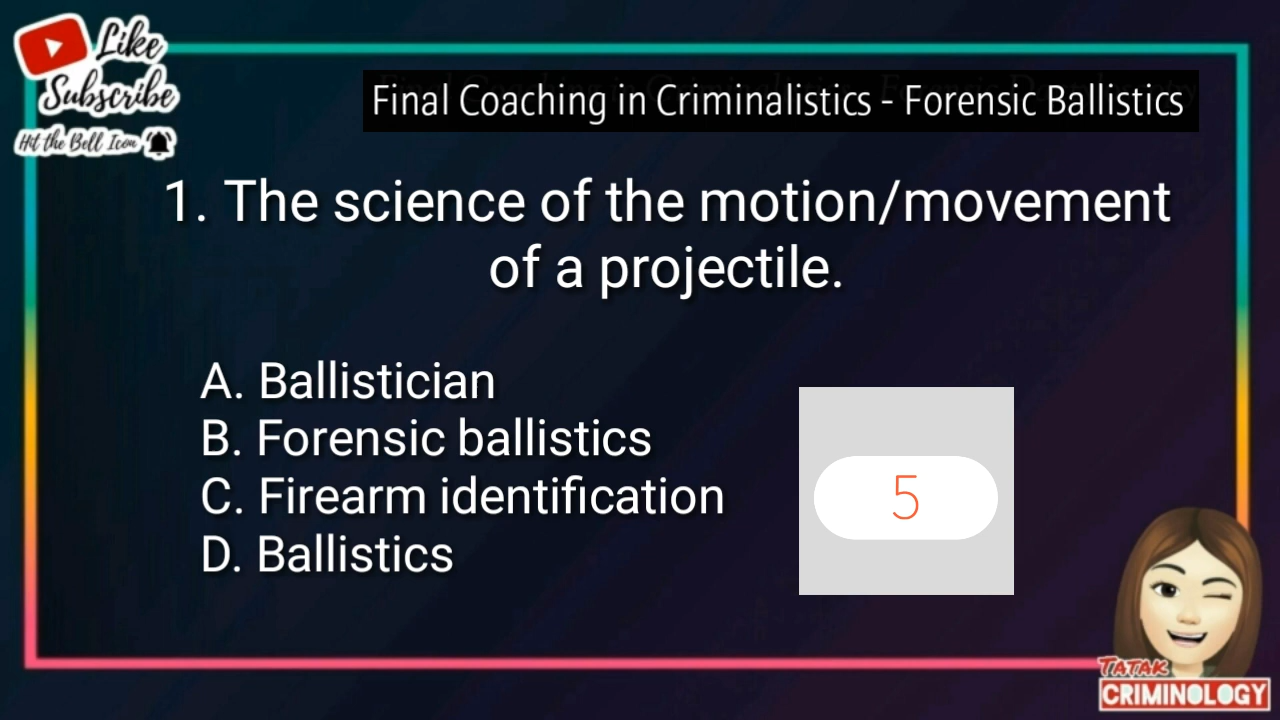 Like
Subscribe
Hit the Bell Icon
Final Coaching in Criminalistics - Forensic Ballistics
1. The science of the motion/movement
of a projectile.
A. Ballistician
B. Forensic ballistics
C. Firearm identification
D. Ballistics
5
TATAK
CRIMINOLOGY